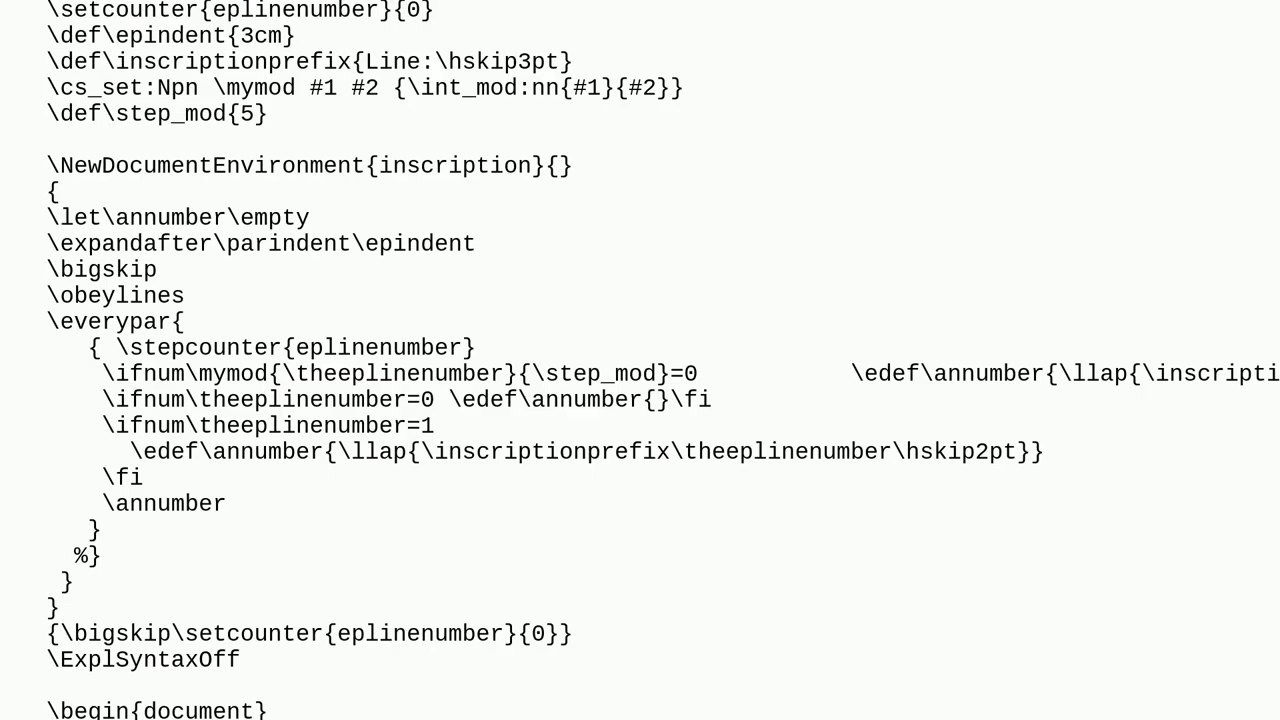 \setcounter{eplinenumber}{0}
\def\epindent{3cm}
\def\inscriptionprefix{Line:\hskip3pt}
\cs_set:Npn \mymod #1 #2 {\int_mod:nn{#1}{#2}}
\def\step_mod{5}
\NewDocumentEnvironment{inscription}{}
{
\let\annumber\empty
\expandafter\parindent\epindent
\bigskip
\obeylines
\everypar{
{ \stepcounter{eplinenumber}
\ifnum\mymod{\theeplinenumber}{\step_mod}=0 \edef\annumber{\llap{\inscripti
\ifnum\theeplinenumber=0 \edef\annumber{}\fi
\ifnum\theeplinenumber=1
\edef\annumber{\llap{\inscriptionprefix\theeplinenumber\hskip2pt}}
\fi
\annumber
}
%}
}
}
{\bigskip\setcounter{eplinenumber}{0}}
\ExplSyntaxOff
\begin{document}